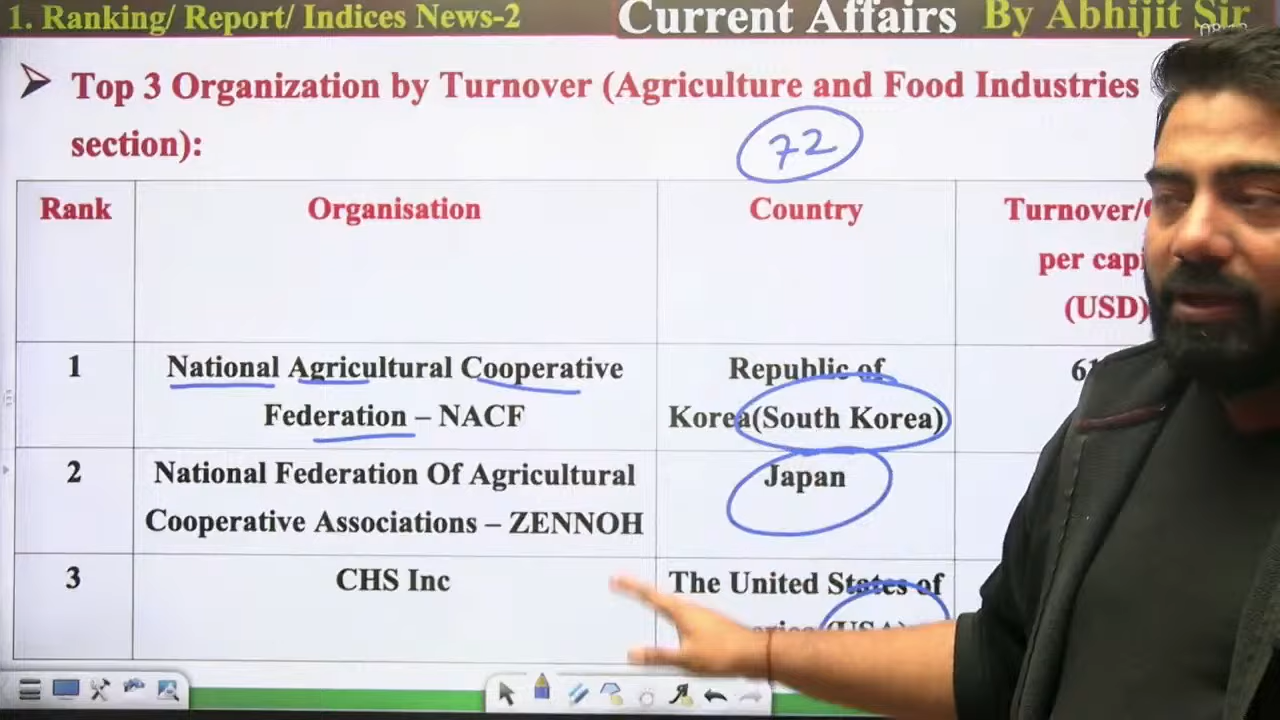 1. Ranking/ Report/ Indices News-2
Current Affairs By Abhijit Sir
Top 3 Organization by Turnover (Agriculture and Food Industries
section):
72
Rank Organisation Country Turnover/
per
(USD)
1 National Agricultural Cooperative Republic of
Federation – NACF Korea(South Korea)
2 National Federation Of Agricultural Japan
Cooperative Associations – ZENNOH
3 CHS Inc The United States of
(USA)